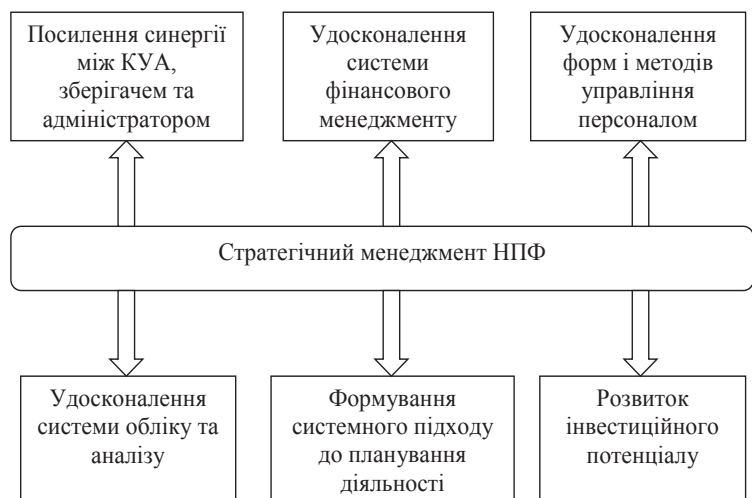 Посилення синергії
між КУА,
зберігачем та
адміністратором
Удосконалення
системи
фінансового
менеджменту
Удосконалення
форм і методів
управління
персоналом
Стратегічний менеджмент НПФ
Удосконалення
системи обліку та
аналізу
Формування
системного підходу
до планування
діяльності
Розвиток
інвестиційного
потенціалу